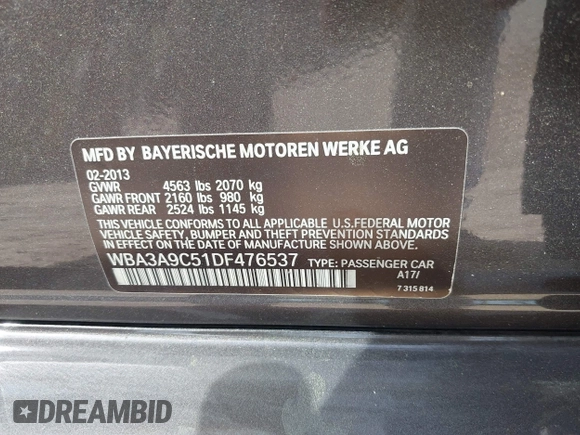 MFD BY BAYERISCHE MOTOREN WERKE AG
02-2013
GVWR 4563 lbs 2070 kg
GAWR FRONT 2160 lbs 980 kg
GAWR REAR 2524 lbs 1145 kg
THIS VEHICLE CONFORMS TO ALL APPLICABLE U.S.FEDERAL MOTOR
VEHICLE SAFETY, BUMPER AND THEFT PREVENTION STANDARDS
IN EFFECT ON THE DATE OF MANUFACTURE SHOWN ABOVE.
WBA3A9C51DF476537 TYPE: PASSENGER CAR
A17/
7 315 814
DREAMBID